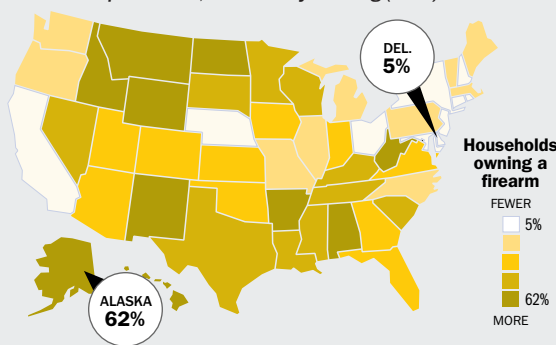 DEL.
5%
Households
owning a
firearm
FEWER
5%
62%
MORE
ALASKA
62%